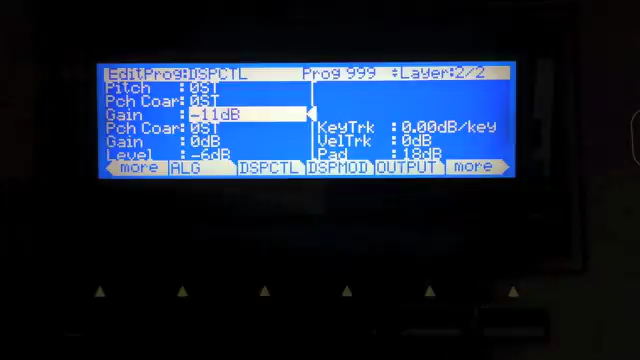 EditProg:DSPCTL Prog 999 Layer:2/2
Pitch :0ST
Pch Coar:0ST
Gain :-11dB
Pch Coar:0ST KeyTrk :0.00dB/key
Gain :0dB VelTrk :0dB
Level :-6dB Pad :18dB
more ALG DSPCTL DSPMOD OUTPUT more